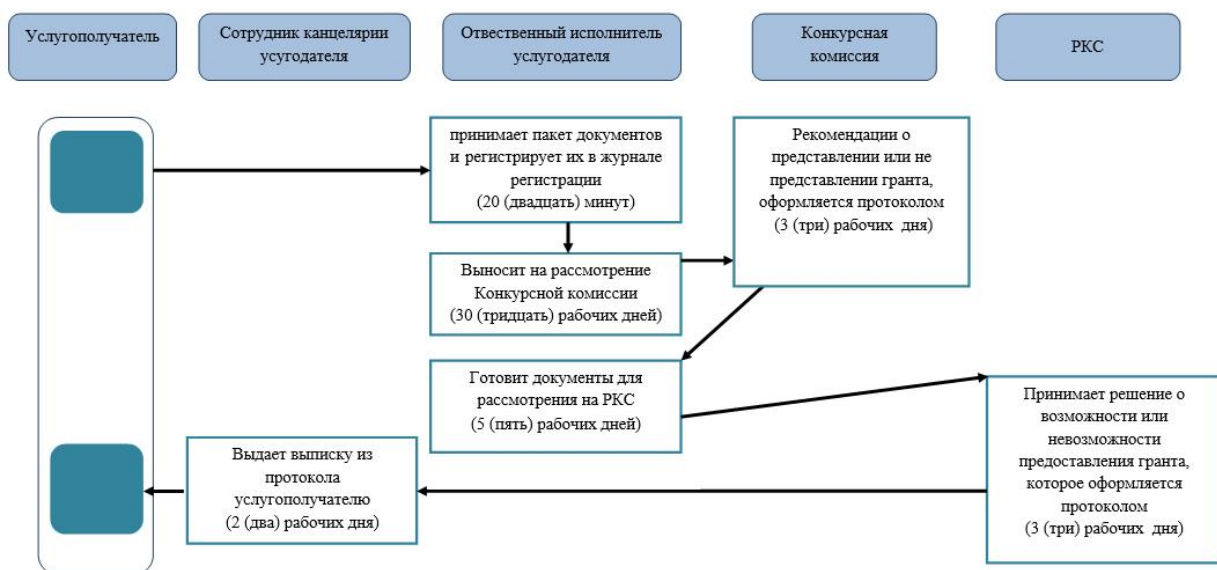 Услугополучатель
Сотрудник канцелярии
усугодателя
Отвественный исполнитель
услугодателя
Конкурсная
комиссия
РКС
принимает пакет документов
и регистрирует их в журнале
регистрации
(20 (двадцать) минут)
Рекомендации о
представлении или не
представлении гранта,
оформляется протоколом
(3 (три) рабочих дня)
Выносит на рассмотрение
Конкурсной комиссии
(30 (тридцать) рабочих дней)
Готовит документы для
рассмотрения на РКС
(5 (пять) рабочих дней)
Принимает решение о
возможности или
невозможности
предоставления гранта,
которое оформляется
протоколом
(3 (три) рабочих дня)
Выдает выписку из
протокола
услугополучателю
(2 (два) рабочих дня)